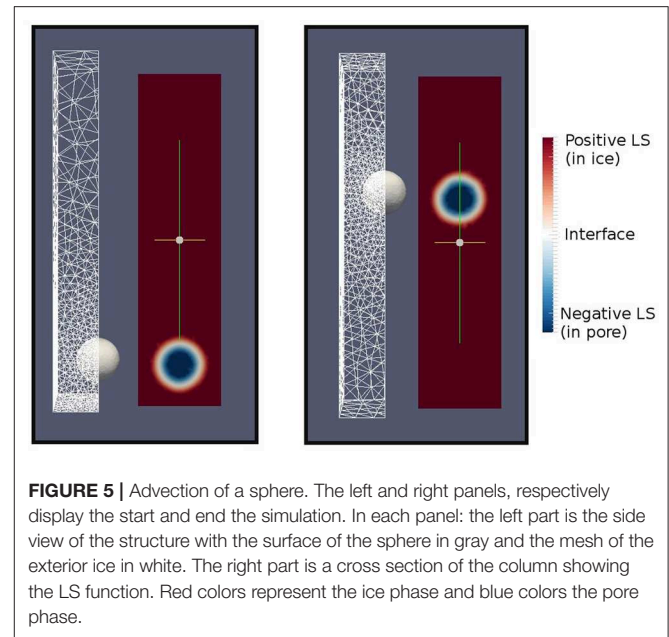 Positive LS
(in ice)
Interface
Negative LS
(in pore)
FIGURE 5 | Advection of a sphere. The left and right panels, respectively
display the start and end the simulation. In each panel: the left part is the side
view of the structure with the surface of the sphere in gray and the mesh of the
exterior ice in white. The right part is a cross section of the column showing
the LS function. Red colors represent the ice phase and blue colors the pore
phase.